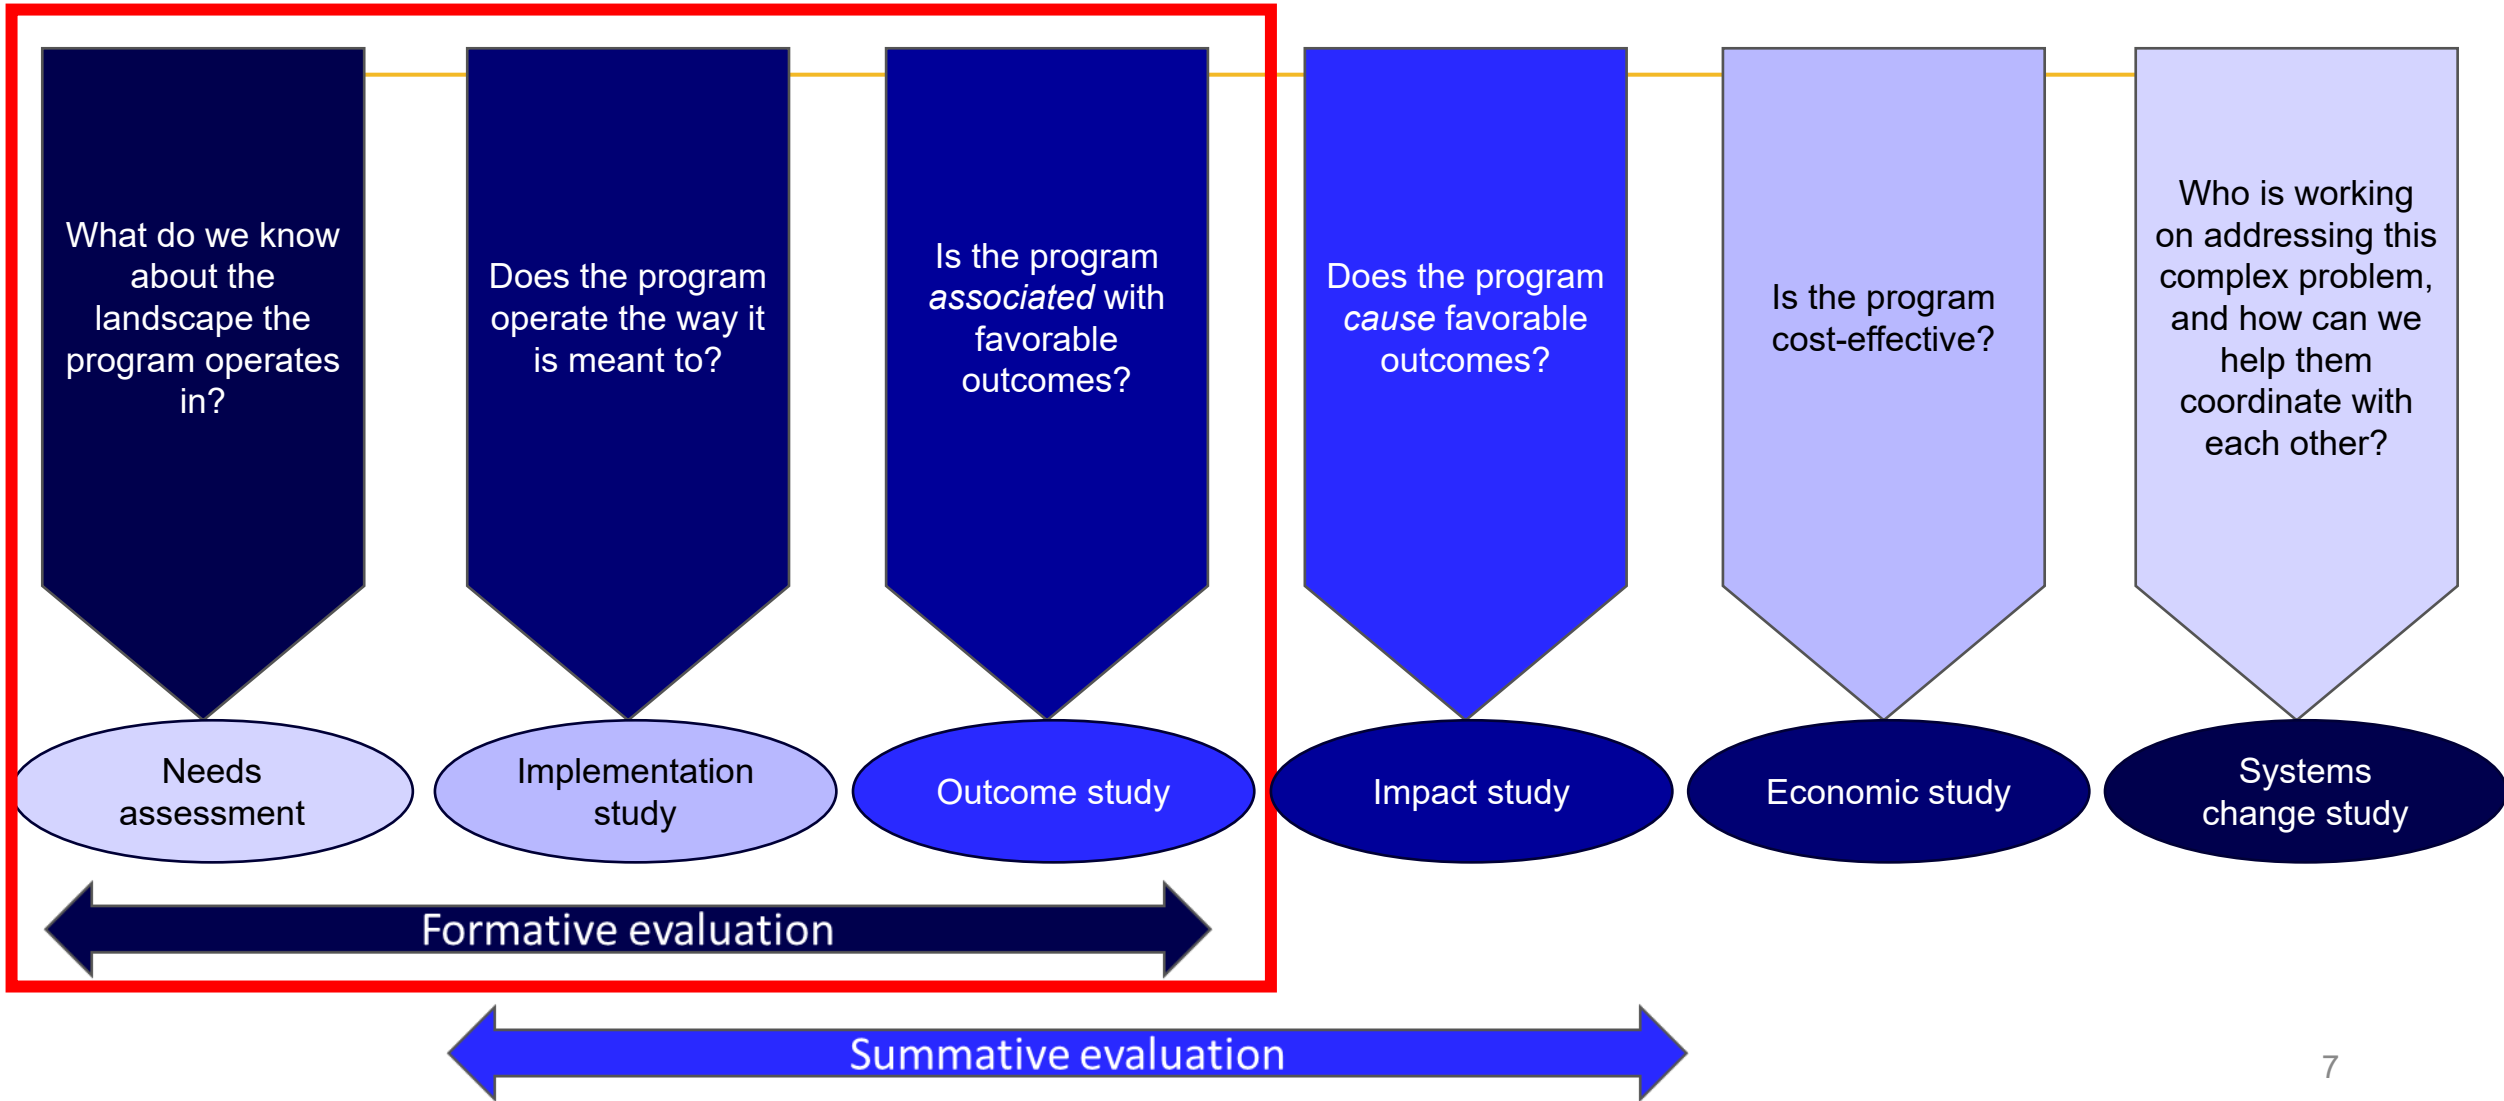 What do we know
about the
landscape the
program operates
in?
Does the program
operate the way it
is meant to?
Is the program
associated with
favorable
outcomes?
Does the program
cause favorable
outcomes?
Is the program
cost-effective?
Who is working
on addressing this
complex problem,
and how can we
help them
coordinate with
each other?
Needs
assessment
Implementation
study
Outcome study
Impact study
Economic study
Systems
change study
Formative evaluation
Summative evaluation
7